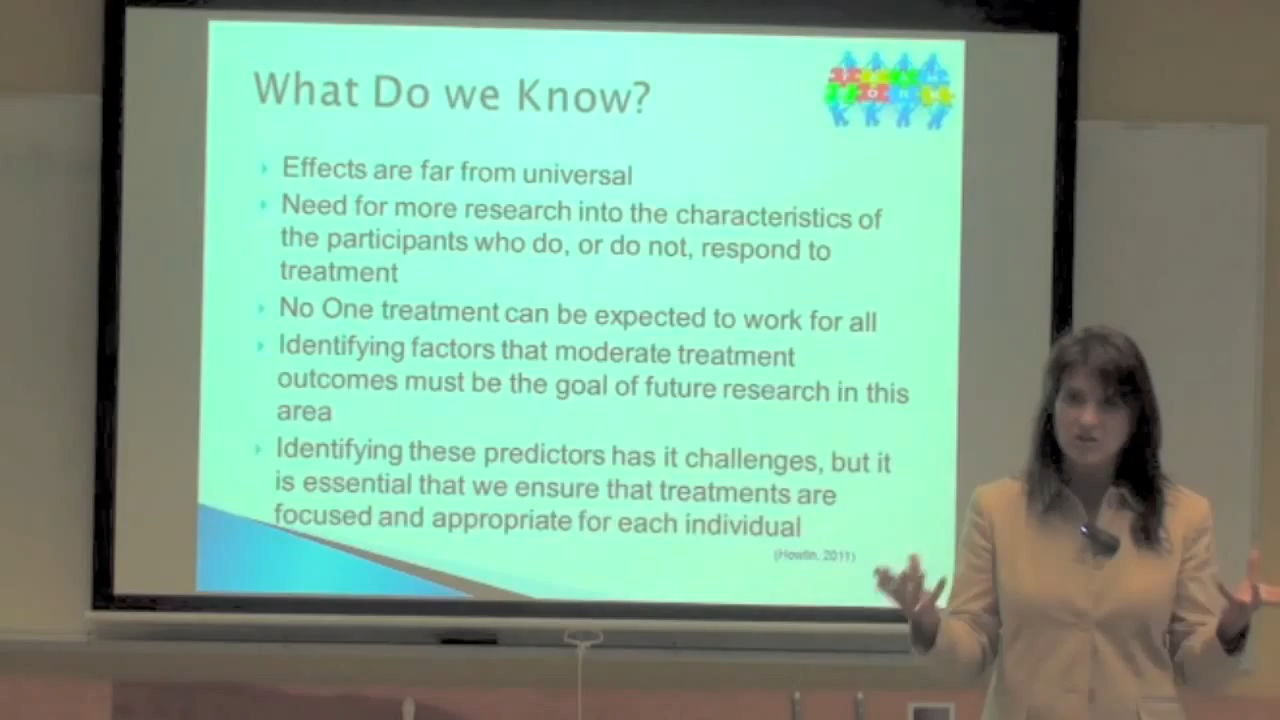 What Do we Know?
Effects are far from universal
Need for more research into the characteristics of
the participants who do, or do not, respond to
treatment
No One treatment can be expected to work for all
Identifying factors that moderate treatment
outcomes must be the goal of future research in this
area
Identifying these predictors has it challenges, but it
is essential that we ensure that treatments are
focused and appropriate for each individual
(Howlin, 2011)